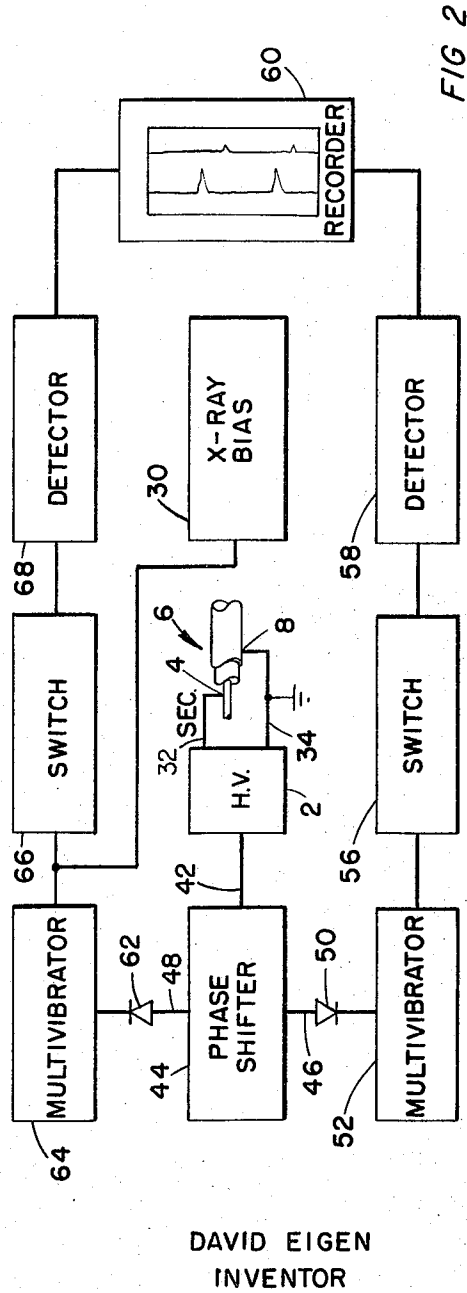 FIG 2
60
RECORDER
DETECTOR
68
X-RAY
BIAS
30
DETECTOR
58
SWITCH
66
6
4
8
SEC.
32
34
H.V.
2
SWITCH
56
42
MULTIVIBRATOR
64
62
48
PHASE
SHIFTER
44
46
50
MULTIVIBRATOR
52
DAVID EIGEN
INVENTOR